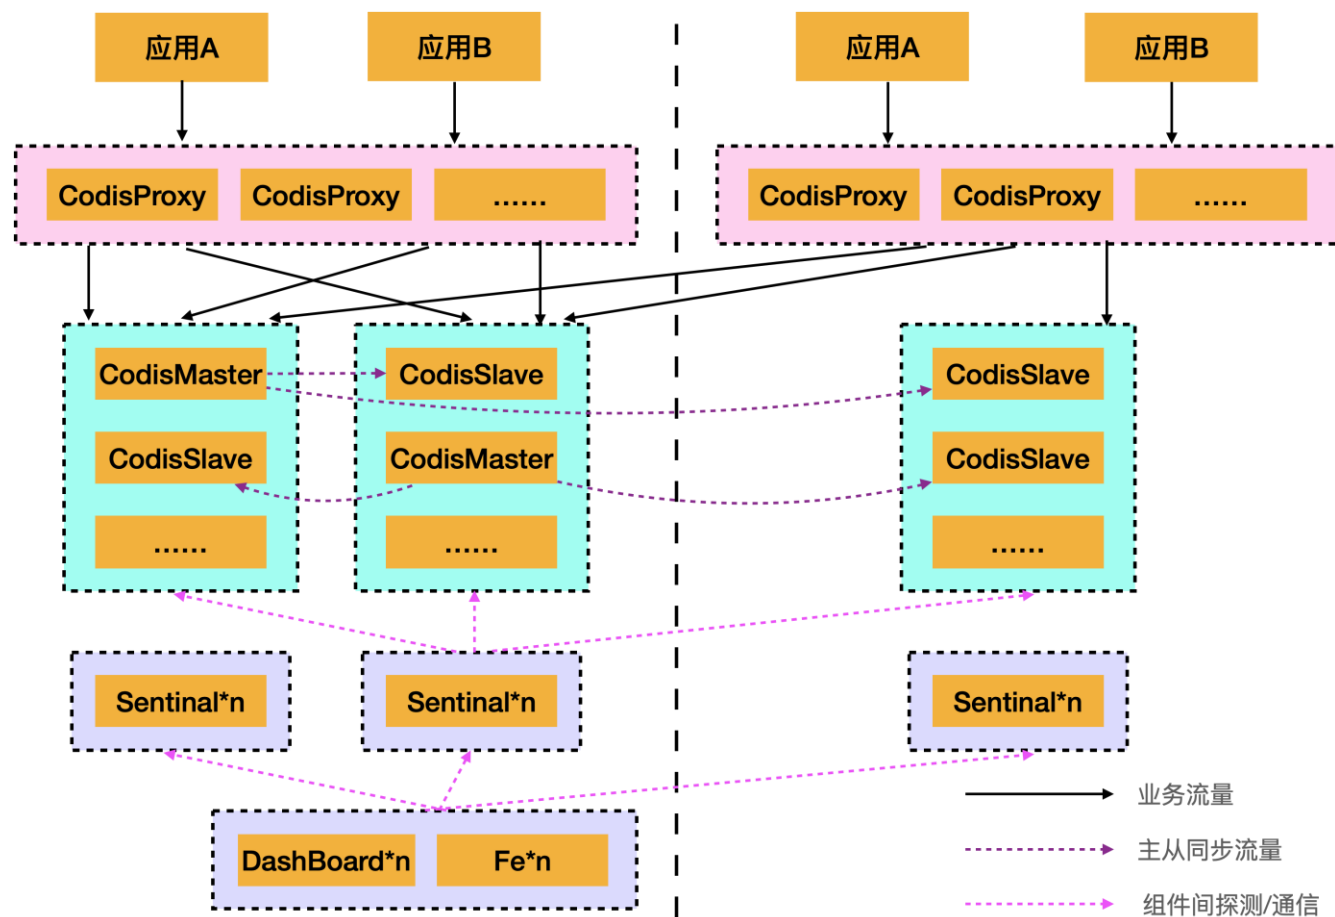 应用A
应用B
应用A
应用B
CodisProxy
CodisProxy
......
CodisProxy
CodisProxy
......
CodisMaster
CodisSlave
CodisSlave
CodisSlave
CodisMaster
CodisSlave
......
......
......
Sentinal*n
Sentinal*n
Sentinal*n
业务流量
DashBoard*n
Fe*n
主从同步流量
组件间探测/通信